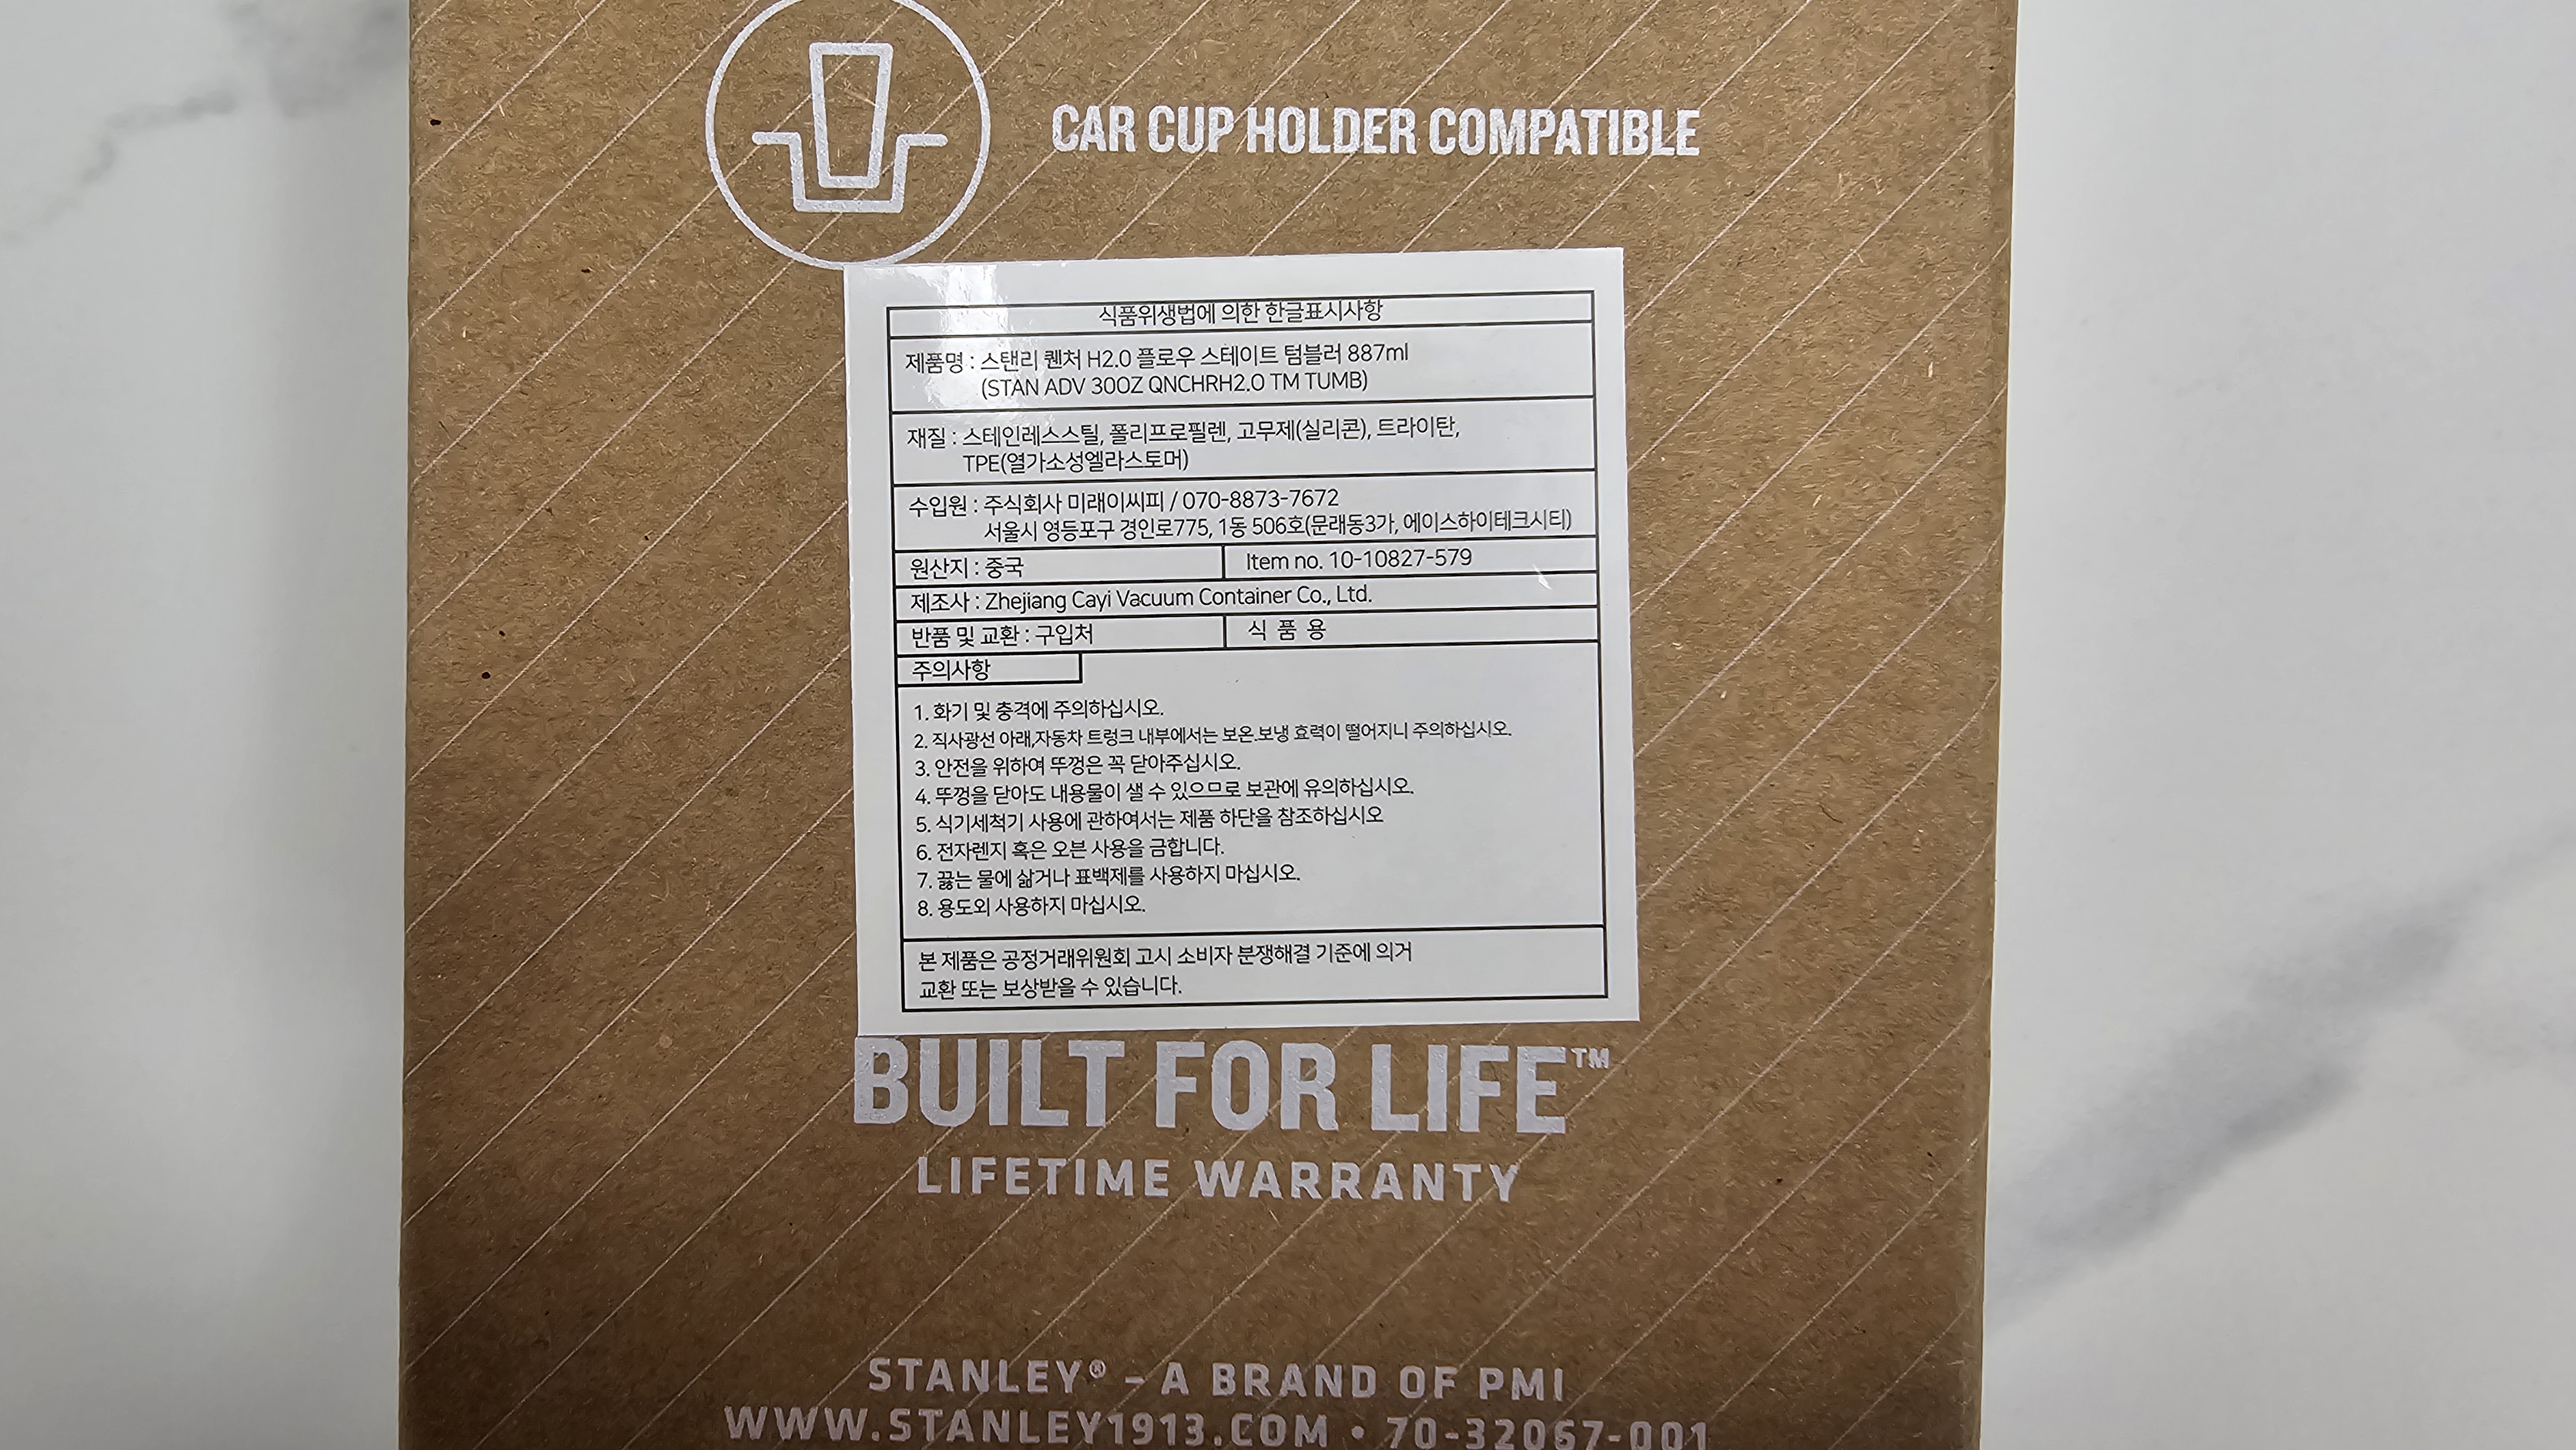 CAR CUP HOLDER COMPATIBLE
식품위생법에 의한 한글표시사항
제품명 : 스탠리 퀜처 H2.0 플로우 스테이트 텀블러 887ml
(STAN ADV 30OZ QNCHRH2.0 TM TUMB)
재질 : 스테인레스스틸, 폴리프로필렌, 고무제(실리콘), 트라이탄,
TPE(열가소성엘라스토머)
수입원 : 주식회사 미래이씨피 / 070-8873-7672
서울시 영등포구 경인로775, 1동 506호(문래동3가, 에이스하이테크시티)
원산지 : 중국
Item no. 10-10827-579
제조사 : Zhejiang Cayi Vacuum Container Co., Ltd.
반품 및 교환 : 구입처
식 품 용
주의사항
1. 화기 및 충격에 주의하십시오.
2. 직사광선 아래,자동차 트렁크 내부에서는 보온.보냉 효력이 떨어지니 주의하십시오.
3. 안전을 위하여 뚜껑은 꼭 닫아주십시오.
4. 뚜껑을 닫아도 내용물이 샐 수 있으므로 보관에 유의하십시오.
5. 식기세척기 사용에 관하여서는 제품 하단을 참조하십시오
6. 전자렌지 혹은 오븐 사용을 금합니다.
7. 끓는 물에 삶거나 표백제를 사용하지 마십시오.
8. 용도외 사용하지 마십시오.
본 제품은 공정거래위원회 고시 소비자 분쟁해결 기준에 의거
교환 또는 보상받을 수 있습니다.
BUILT FOR LIFE™
LIFETIME WARRANTY
STANLEY® – A BRAND OF PMI
WWW.STANLEY1913.COM • 70-32067-001